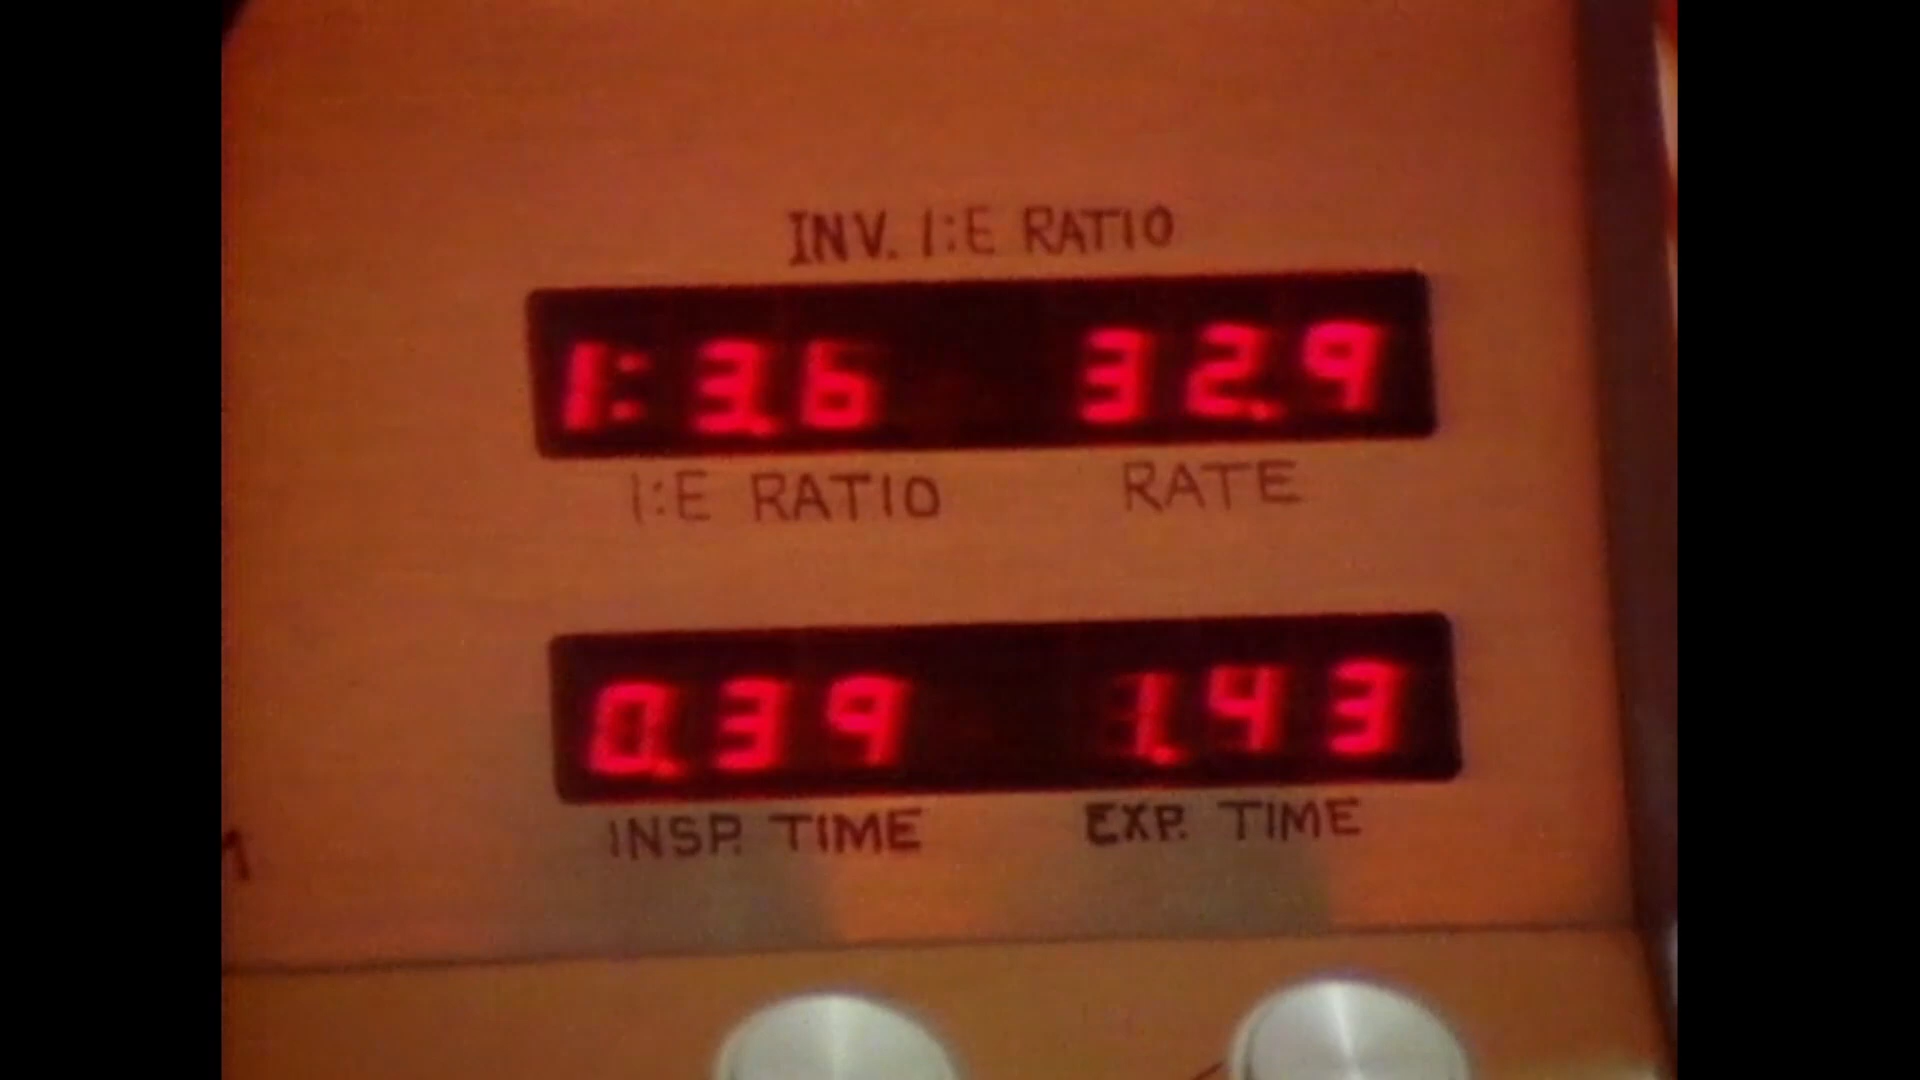 INV. I:E RATIO
1:3.6 32.9
I:E RATIO RATE
0.39 1.43
INSP. TIME EXP. TIME